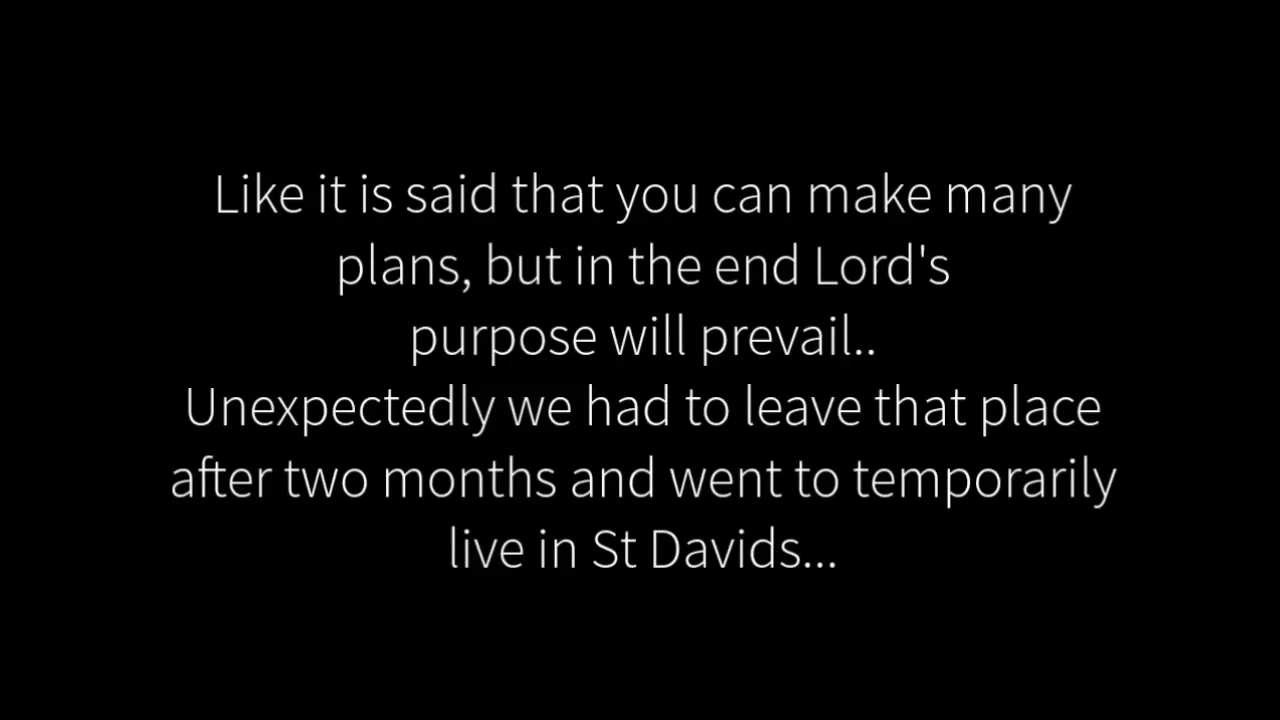 Like it is said that you can make many
plans, but in the end Lord's
purpose will prevail..
Unexpectedly we had to leave that place
after two months and went to temporarily
live in St Davids...